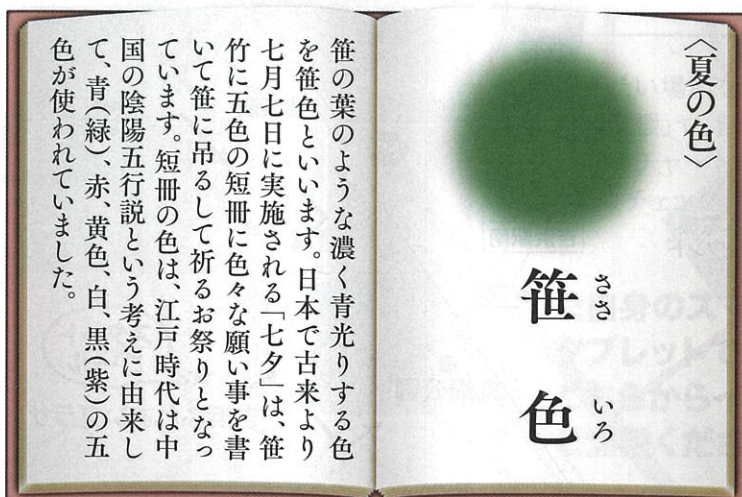 〈夏の色〉
笹色
ささ いろ
笹の葉のような濃く青光りする色
を笹色といいます。日本で古来より
七月七日に実施される「七夕」は、笹
竹に五色の短冊に色々な願い事を書
いて笹に吊るして祈るお祭りとなっ
ています。短冊の色は、江戸時代は中
国の陰陽五行説という考えに由来し
て、青(緑)、赤、黄色、白、黒(紫)の五
色が使われていました。